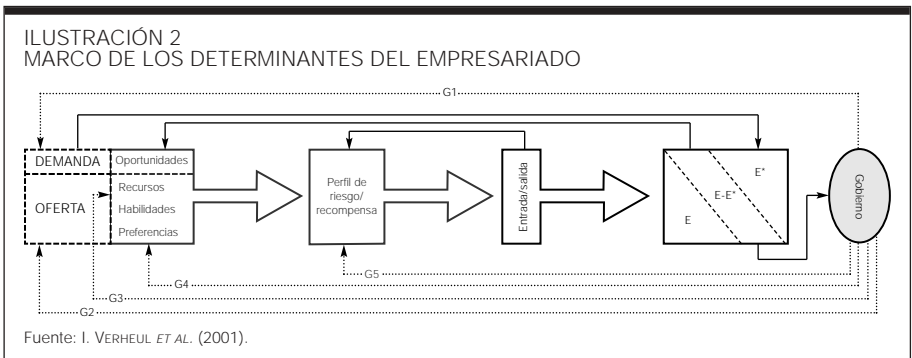 ILUSTRACIÓN 2
MARCO DE LOS DETERMINANTES DEL EMPRESARIADO
G1
DEMANDA
Oportunidades
OFERTA
Recursos
Habilidades
Preferencias
Perfil de
riesgo/
recompensa
Entrada/salida
E*
E-E*
E
Gobierno
G5
G4
G3
G2
Fuente: I. VERHEUL ET AL. (2001).